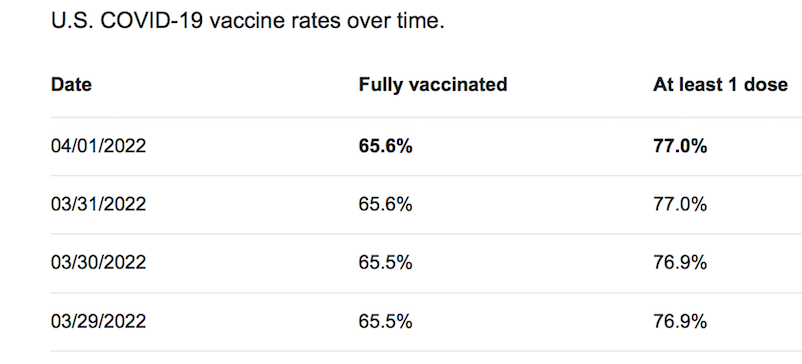 U.S. COVID-19 vaccine rates over time.
Date Fully vaccinated At least 1 dose
04/01/2022 65.6% 77.0%
03/31/2022 65.6% 77.0%
03/30/2022 65.5% 76.9%
03/29/2022 65.5% 76.9%